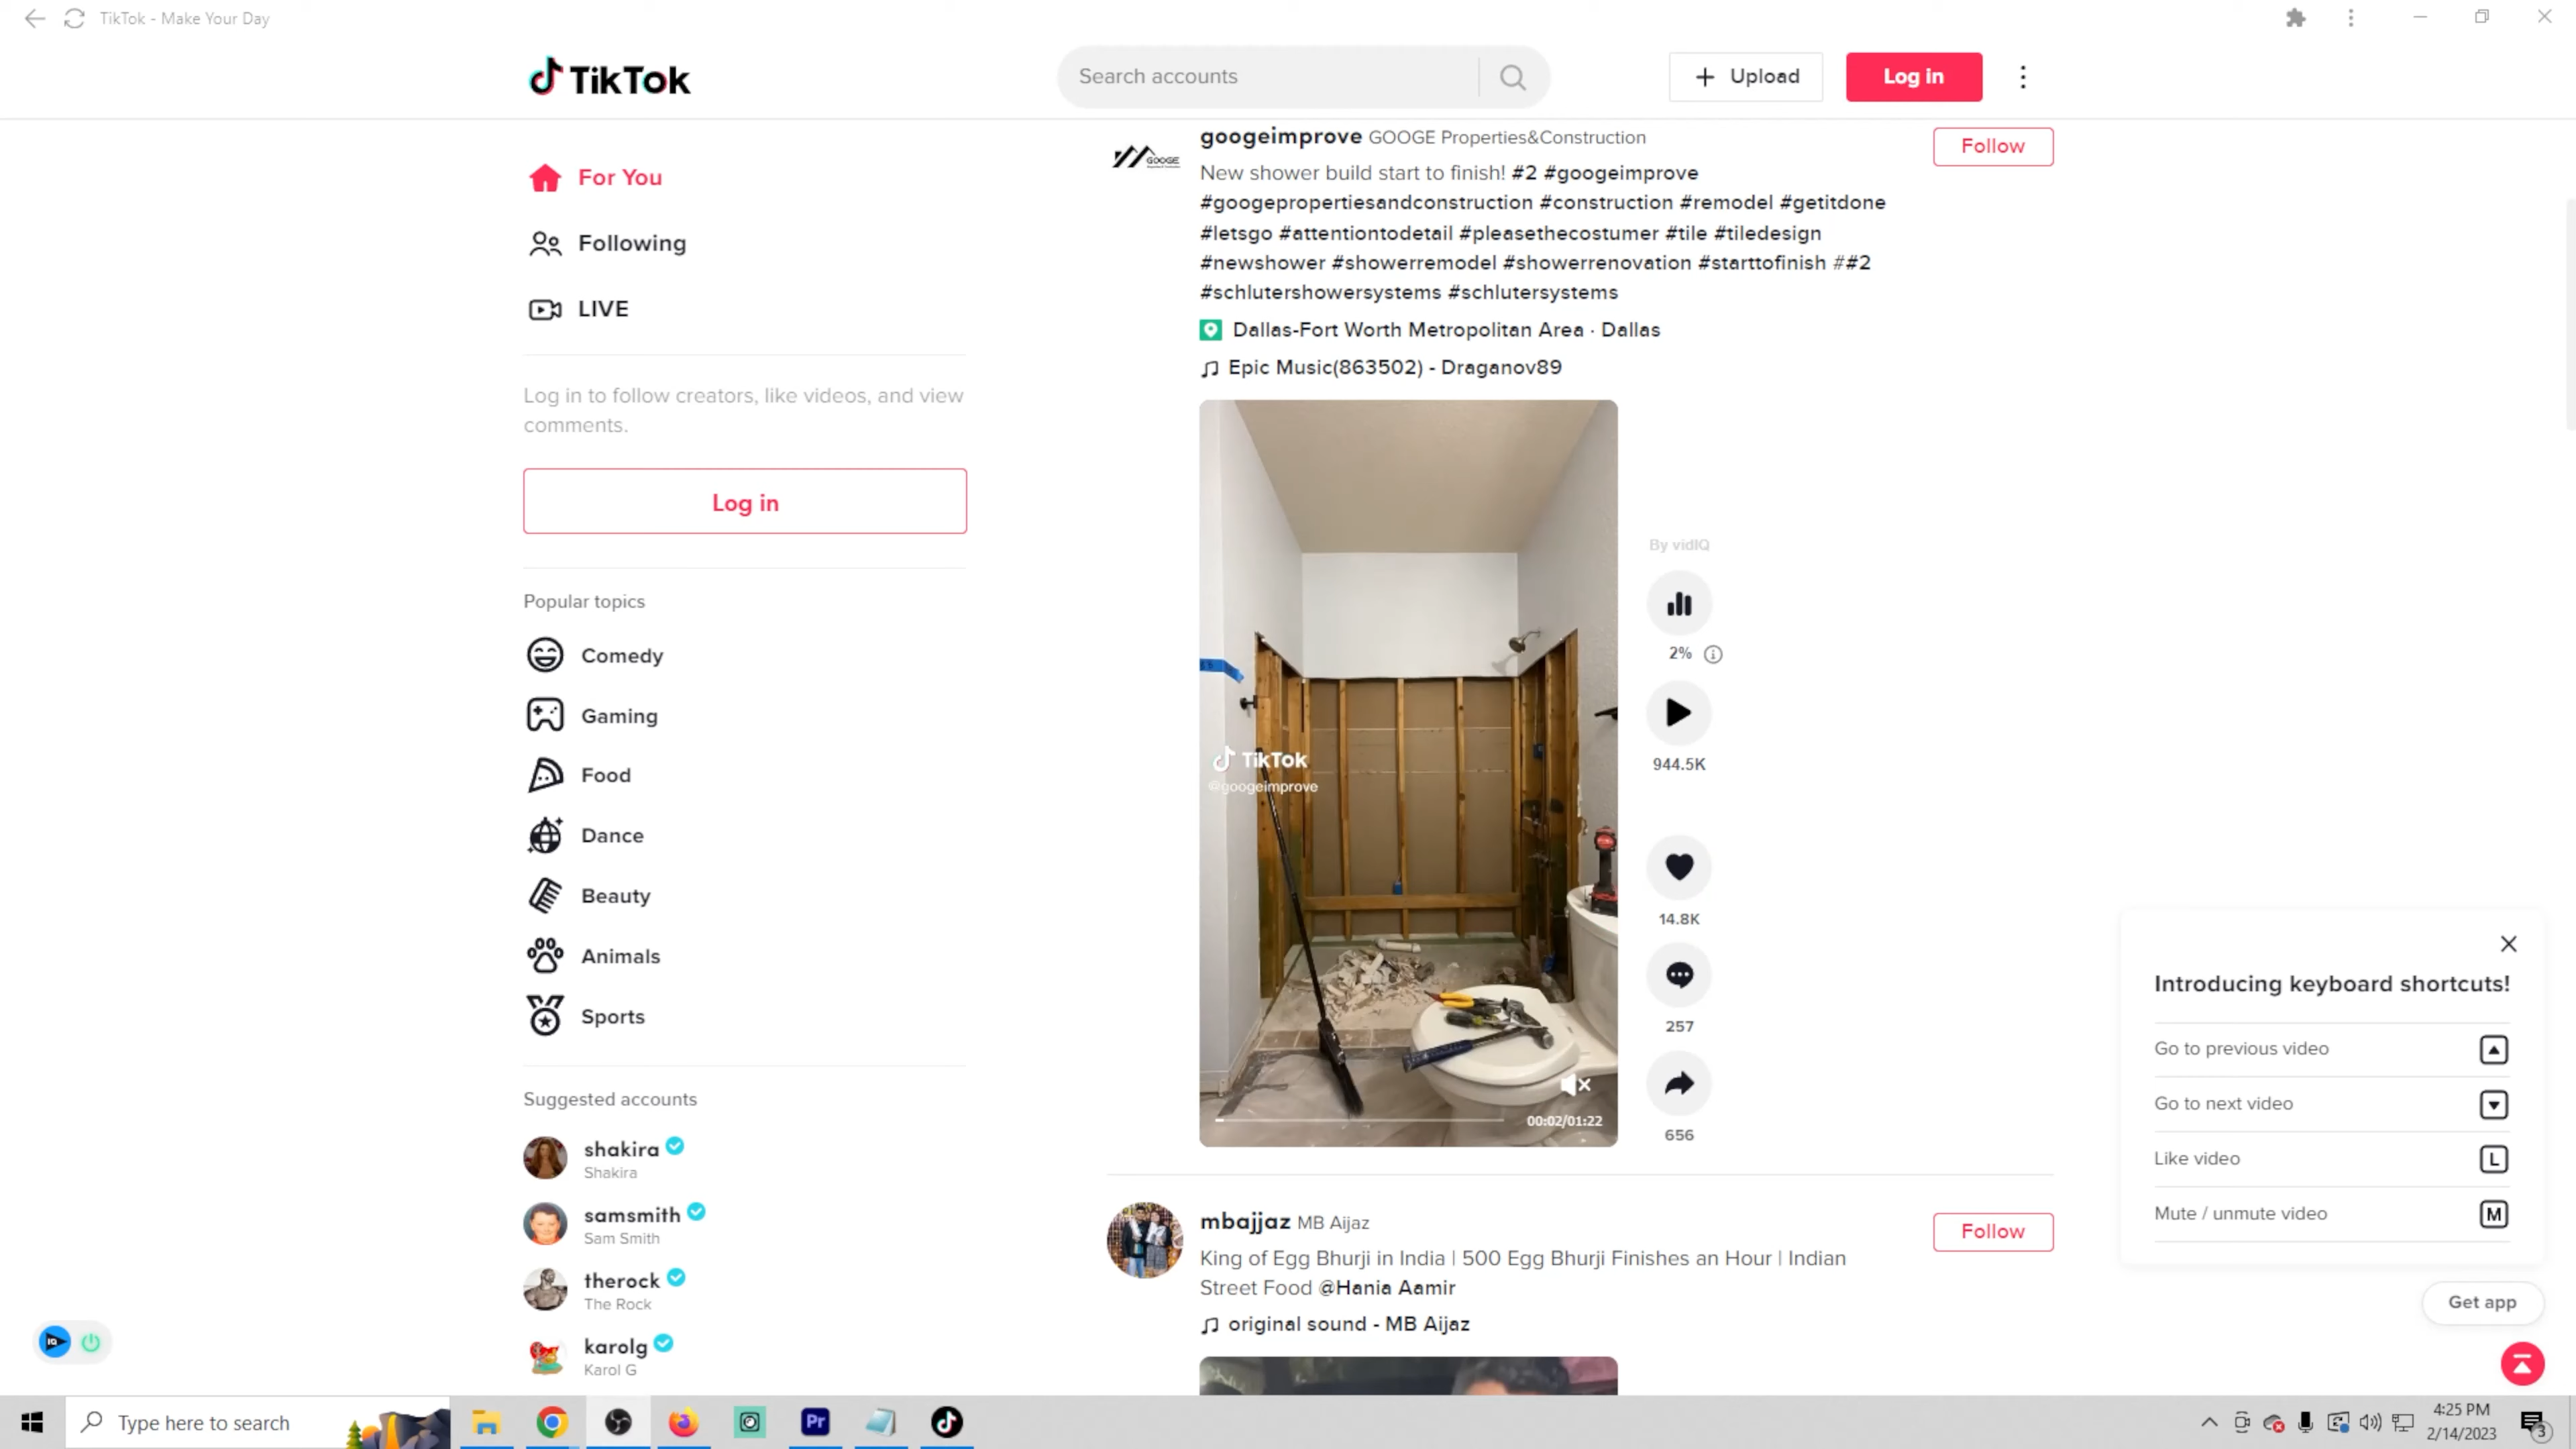 TikTok - Make Your Day
TikTok
Search accounts
Upload
Log in
For You
Following
LIVE
Log in to follow creators, like videos, and view
comments.
Log in
Popular topics
Comedy
Gaming
Food
Dance
Beauty
Animals
Sports
Suggested accounts
shakira
Shakira
samsmith
Sam Smith
therock
The Rock
karolg
Karol G
GOOGE
googeimprove GOOGE Properties&Construction
Follow
New shower build start to finish! #2 #googeimprove
#googepropertiesandconstruction #construction #remodel #getitdone
#letsgo #attentiontodetail #pleasethecostumer #tile #tiledesign
#newshower #showerremodel #showerrenovation #starttofinish ##2
#schlutershowersystems #schlutersystems
Dallas-Fort Worth Metropolitan Area · Dallas
Epic Music(863502) - Draganov89
TikTok
@googeimprove
00:02/01:22
By vidIQ
2%
944.5K
14.8K
257
656
mbajjaz MB Aijaz
Follow
King of Egg Bhurji in India | 500 Egg Bhurji Finishes an Hour | Indian
Street Food @Hania Aamir
original sound - MB Aijaz
Introducing keyboard shortcuts!
Go to previous video
Go to next video
Like video L
Mute / unmute video M
Get app
IQ
Type here to search
Pr
4:25 PM
2/14/2023
3